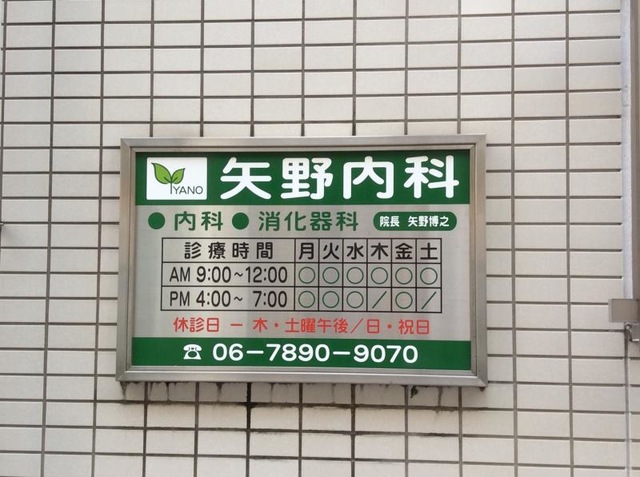 YANO 矢野内科
●内科●消化器科 院長 矢野博之
診療時間 月 火 水 木 金 土
AM 9:00~12:00 ○ ○ ○ ○ ○ ○
PM 4:00~ 7:00 ○ ○ ○ / ○ /
休診日 ー 木・土曜午後/日・祝日
☎ 06-7890-9070